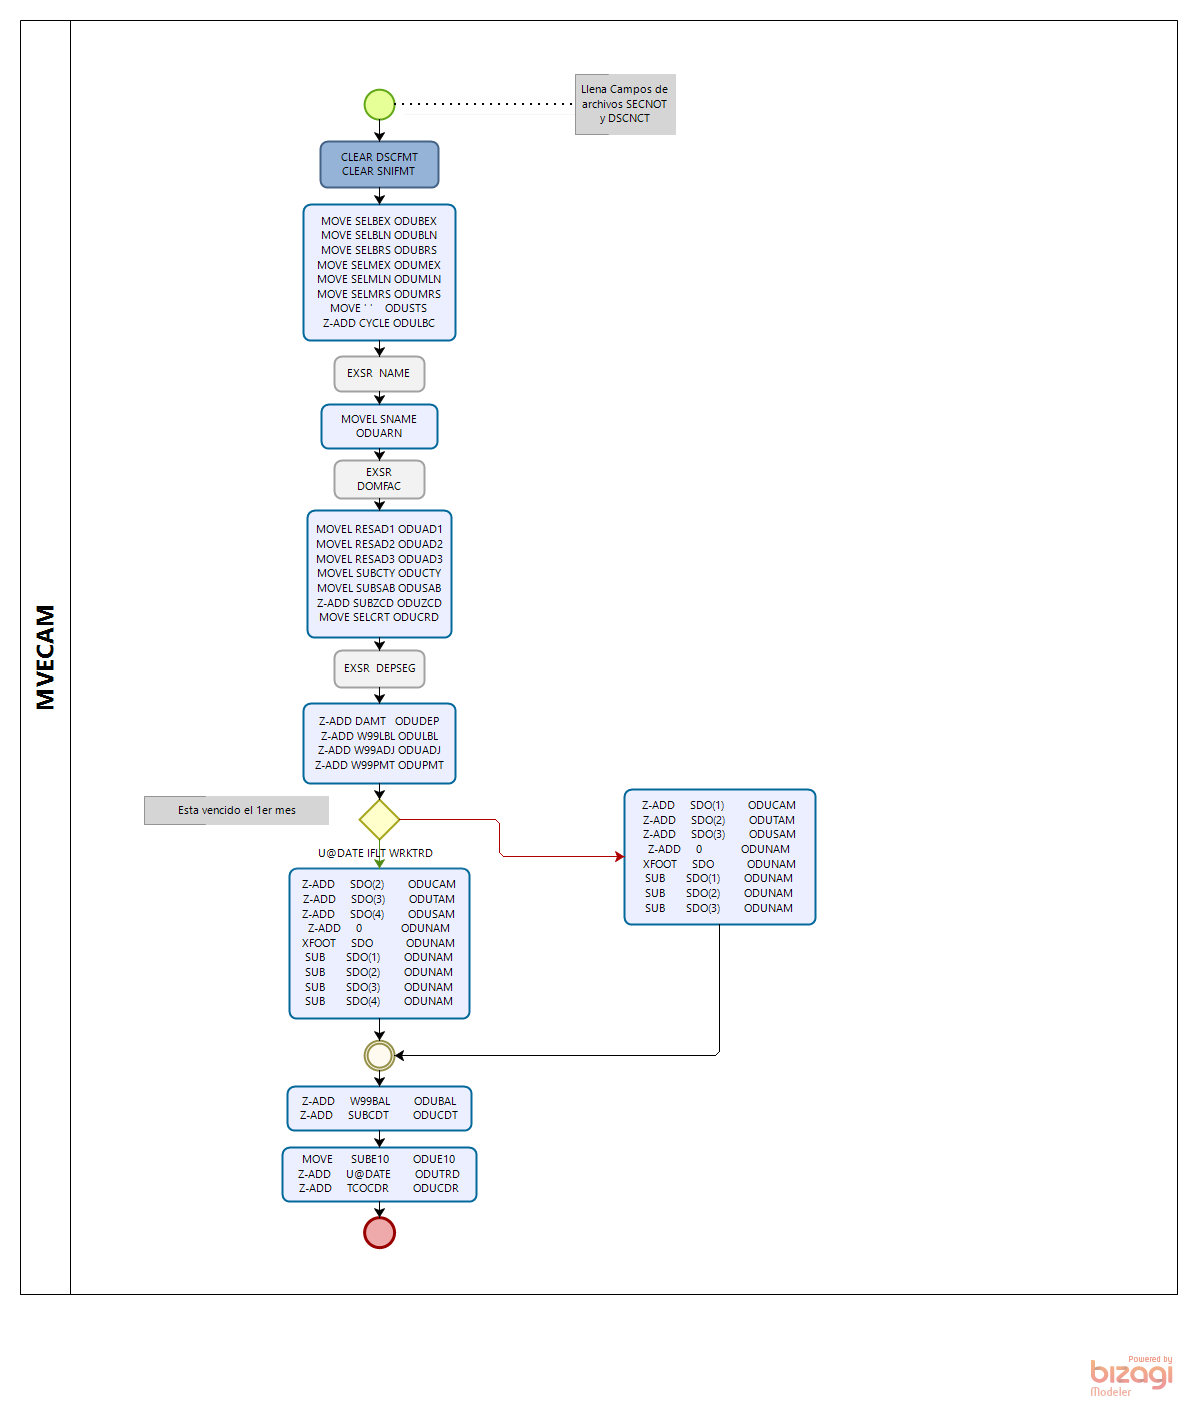 MVECAM
Llena Campos de
archivos SECNOT
y DSCNCT
CLEAR DSCFMT
CLEAR SNIFMT
MOVE SELBEX ODUBEX
MOVE SELBLN ODUBLN
MOVE SELBRS ODUBRS
MOVE SELMEX ODUMEX
MOVE SELMLN ODUMLN
MOVE SELMRS ODUMRS
MOVE ' ' ODUSTS
Z-ADD CYCLE ODULBC
EXSR NAME
MOVEL SNAME
ODUARN
EXSR
DOMFAC
MOVEL RESAD1 ODUAD1
MOVEL RESAD2 ODUAD2
MOVEL RESAD3 ODUAD3
MOVEL SUBCTY ODUCTY
MOVEL SUBSAB ODUSAB
Z-ADD SUBZCD ODUZCD
MOVE SELCRT ODUCRD
EXSR DEPSEG
Z-ADD DAMT ODUDEP
Z-ADD W99LBL ODULBL
Z-ADD W99ADJ ODUADJ
Z-ADD W99PMT ODUPMT
Esta vencido el 1er mes
U@DATE IFLT WRKTRD
Z-ADD SDO(1) ODUCAM
Z-ADD SDO(2) ODUTAM
Z-ADD SDO(3) ODUSAM
Z-ADD 0 ODUNAM
XFOOT SDO ODUNAM
SUB SDO(1) ODUNAM
SUB SDO(2) ODUNAM
SUB SDO(3) ODUNAM
Z-ADD SDO(2) ODUCAM
Z-ADD SDO(3) ODUTAM
Z-ADD SDO(4) ODUSAM
Z-ADD 0 ODUNAM
XFOOT SDO ODUNAM
SUB SDO(1) ODUNAM
SUB SDO(2) ODUNAM
SUB SDO(3) ODUNAM
SUB SDO(4) ODUNAM
Z-ADD W99BAL ODUBAL
Z-ADD SUBCDT ODUCDT
MOVE SUBE10 ODUE10
Z-ADD U@DATE ODUTRD
Z-ADD TCOCDR ODUCDR
Powered by
bizagi
Modeler